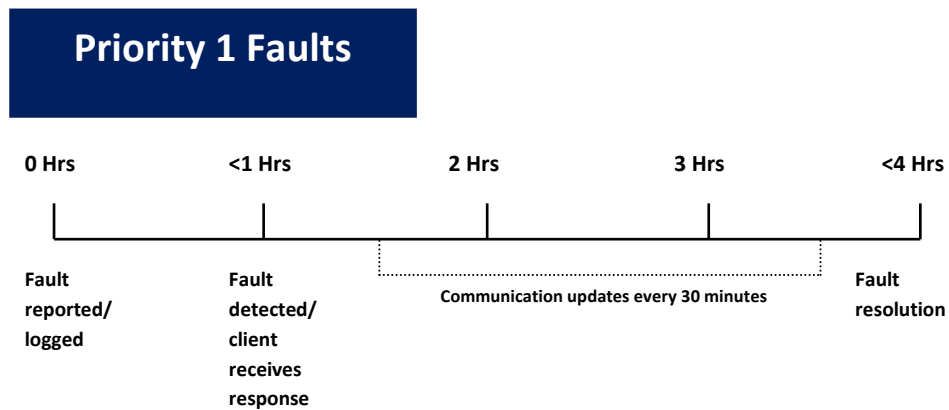 Priority 1 Faults
0 Hrs
<1 Hrs
2 Hrs
3 Hrs
<4 Hrs
Fault
reported/
logged
Fault
detected/
client
receives
response
Communication updates every 30 minutes
Fault
resolution